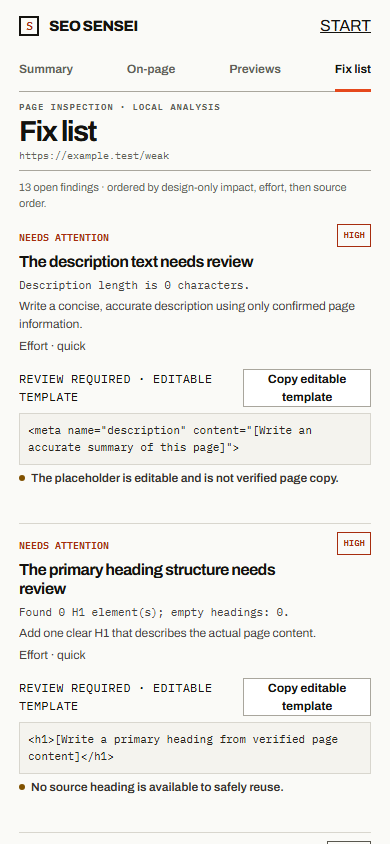 S SEO SENSEI START
Summary On-page Previews Fix list
PAGE INSPECTION · LOCAL ANALYSIS
Fix list
https://example.test/weak
13 open findings · ordered by design-only impact, effort, then source
order.
NEEDS ATTENTION HIGH
The description text needs review
Description length is 0 characters.
Write a concise, accurate description using only confirmed page
information.
Effort · quick
REVIEW REQUIRED · EDITABLE
TEMPLATE
Copy editable
template
<meta name="description" content="[Write an
accurate summary of this page]">
The placeholder is editable and is not verified page copy.
NEEDS ATTENTION HIGH
The primary heading structure needs
review
Found 0 H1 element(s); empty headings: 0.
Add one clear H1 that describes the actual page content.
Effort · quick
REVIEW REQUIRED · EDITABLE
TEMPLATE
Copy editable
template
<h1>[Write a primary heading from verified page
content]</h1>
No source heading is available to safely reuse.